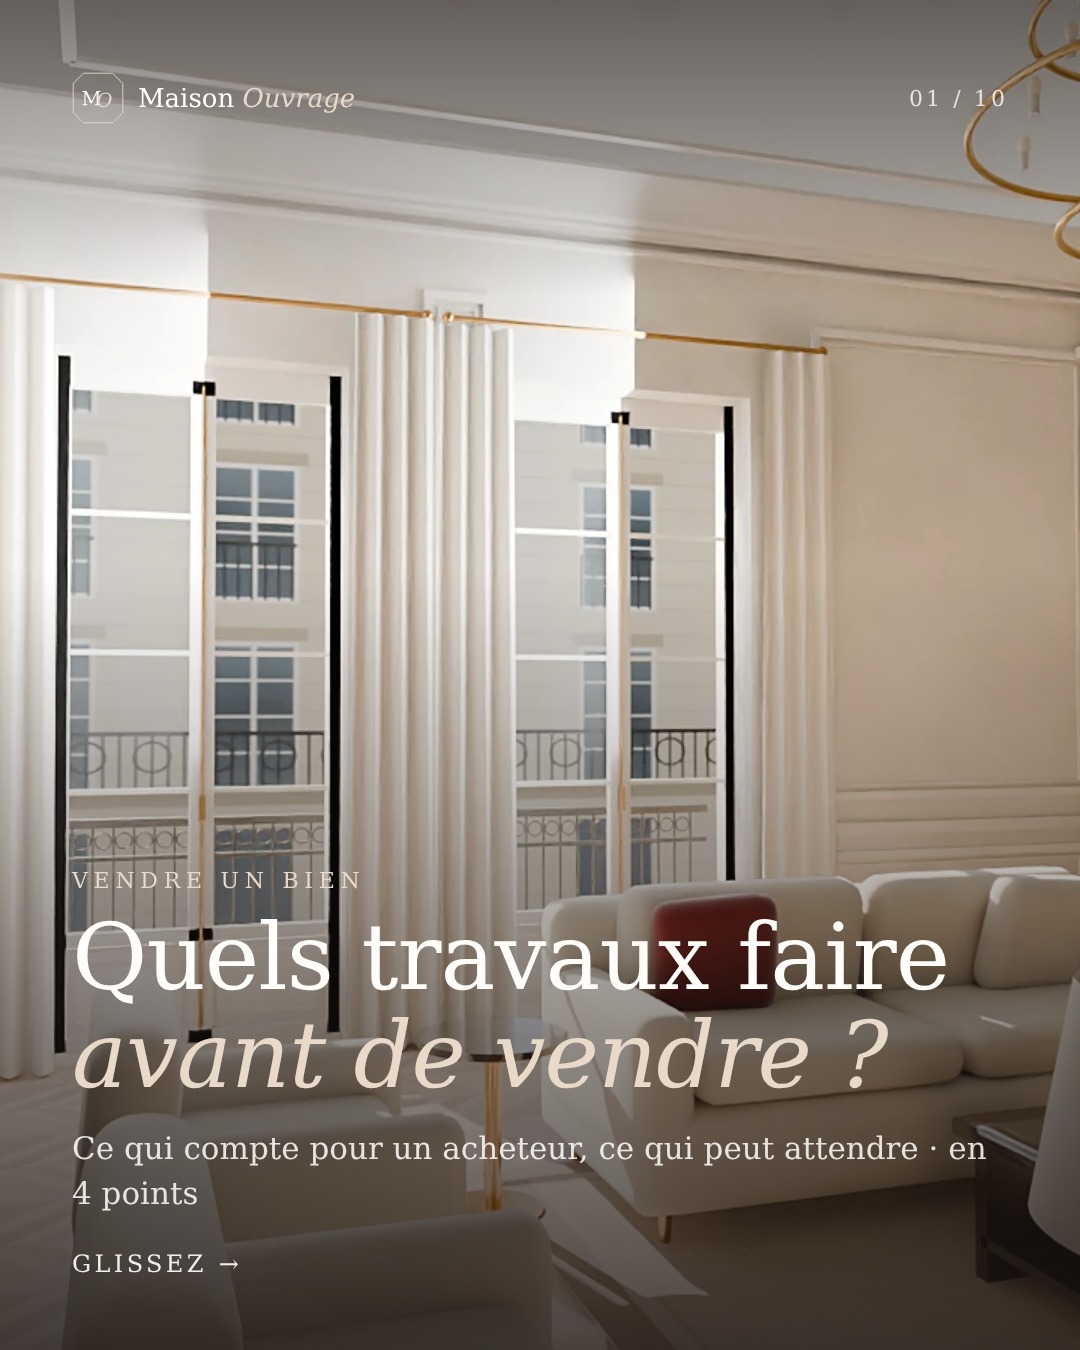 MO Maison Ouvrage
01 / 10
VENDRE UN BIEN
Quels travaux faire
avant de vendre ?
Ce qui compte pour un acheteur, ce qui peut attendre · en
4 points
GLISSEZ →